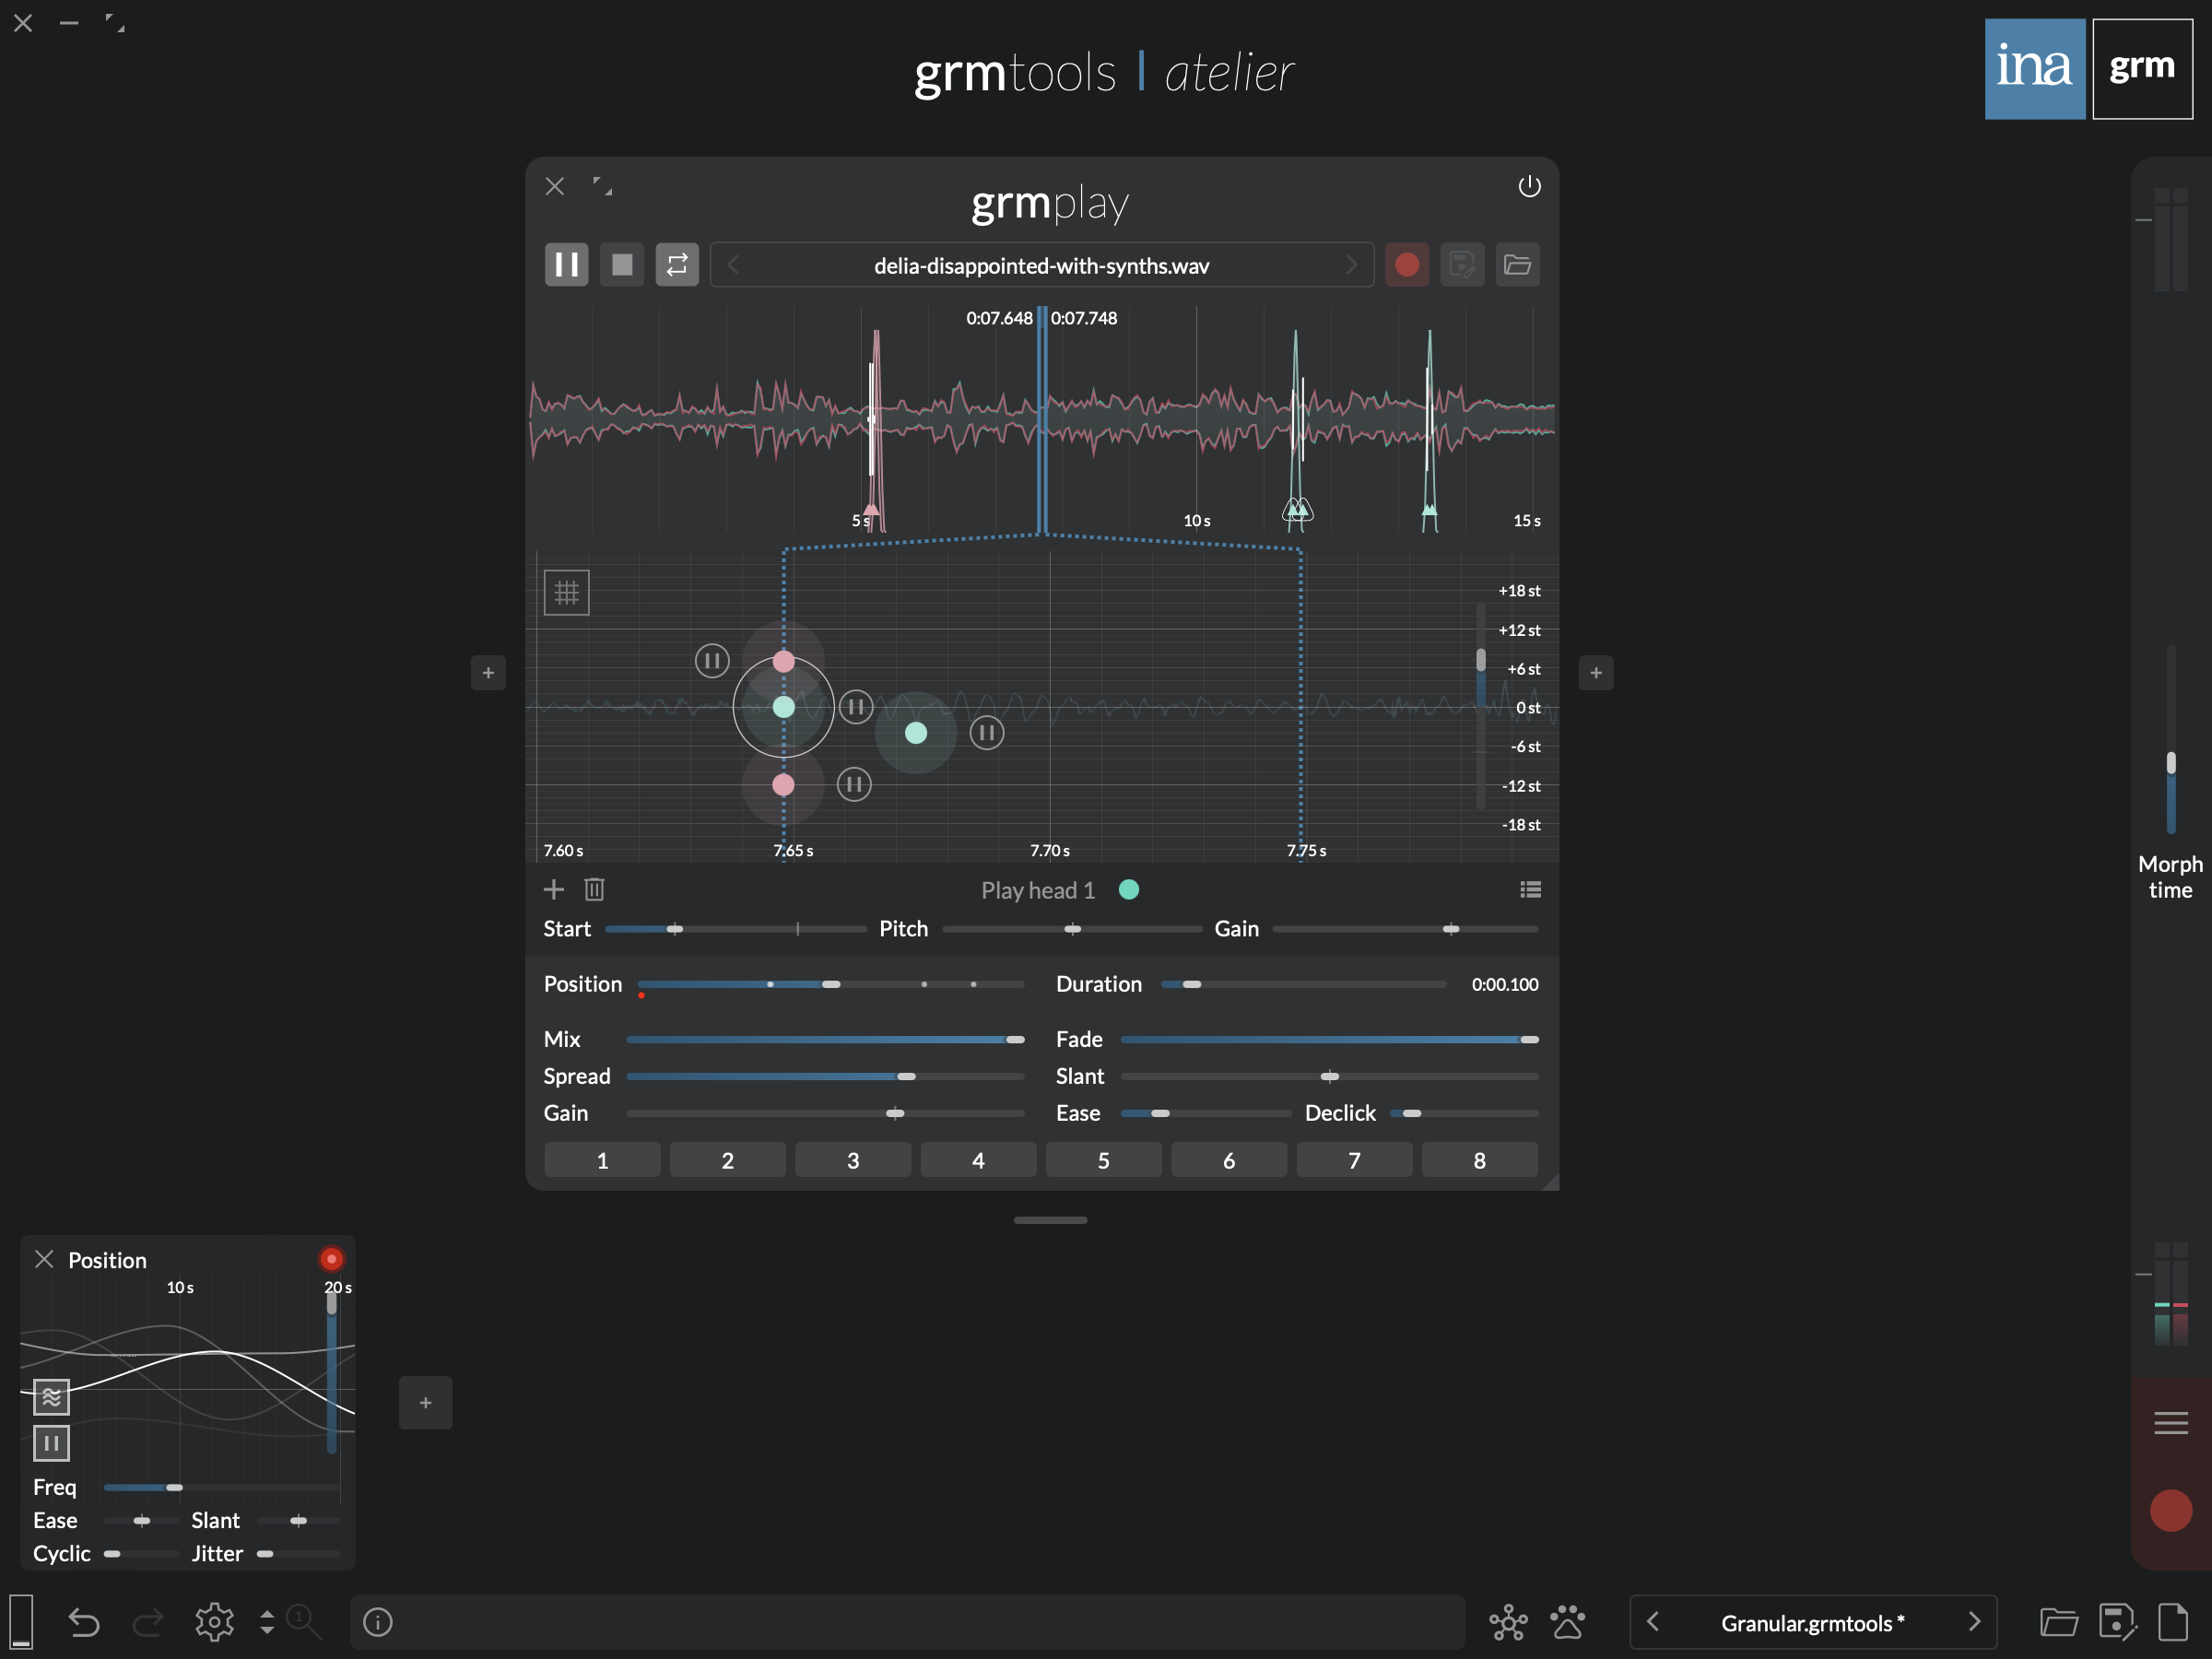 grmtools | atelier
ina
grm
grmplay
delia-disappointed-with-synths.wav
0:07.648
0:07.748
5 s
10 s
15 s
+18 st
+12 st
+6 st
0 st
-6 st
-12 st
-18 st
7.60 s
7.65 s
7.70 s
7.75 s
Play head 1
Start
Pitch
Gain
Position
Duration
0:00.100
Mix
Fade
Spread
Slant
Gain
Ease
Declick
1
2
3
4
5
6
7
8
Morph
time
Position
10 s
20 s
Freq
Ease
Slant
Cyclic
Jitter
1
Granular.grmtools *